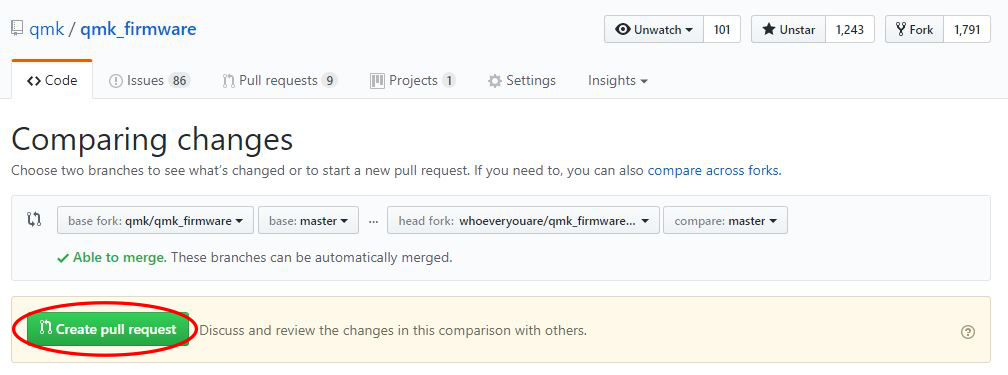 qmk / qmk_firmware
Unwatch 101 Unstar 1,243 Fork 1,791
Code Issues 86 Pull requests 9 Projects 1 Settings Insights
Comparing changes
Choose two branches to see what's changed or to start a new pull request. If you need to, you can also compare across forks.
base fork: qmk/qmk_firmware base: master ... head fork: whoeveryouare/qmk_firmware... compare: master
Able to merge. These branches can be automatically merged.
Create pull request Discuss and review the changes in this comparison with others.